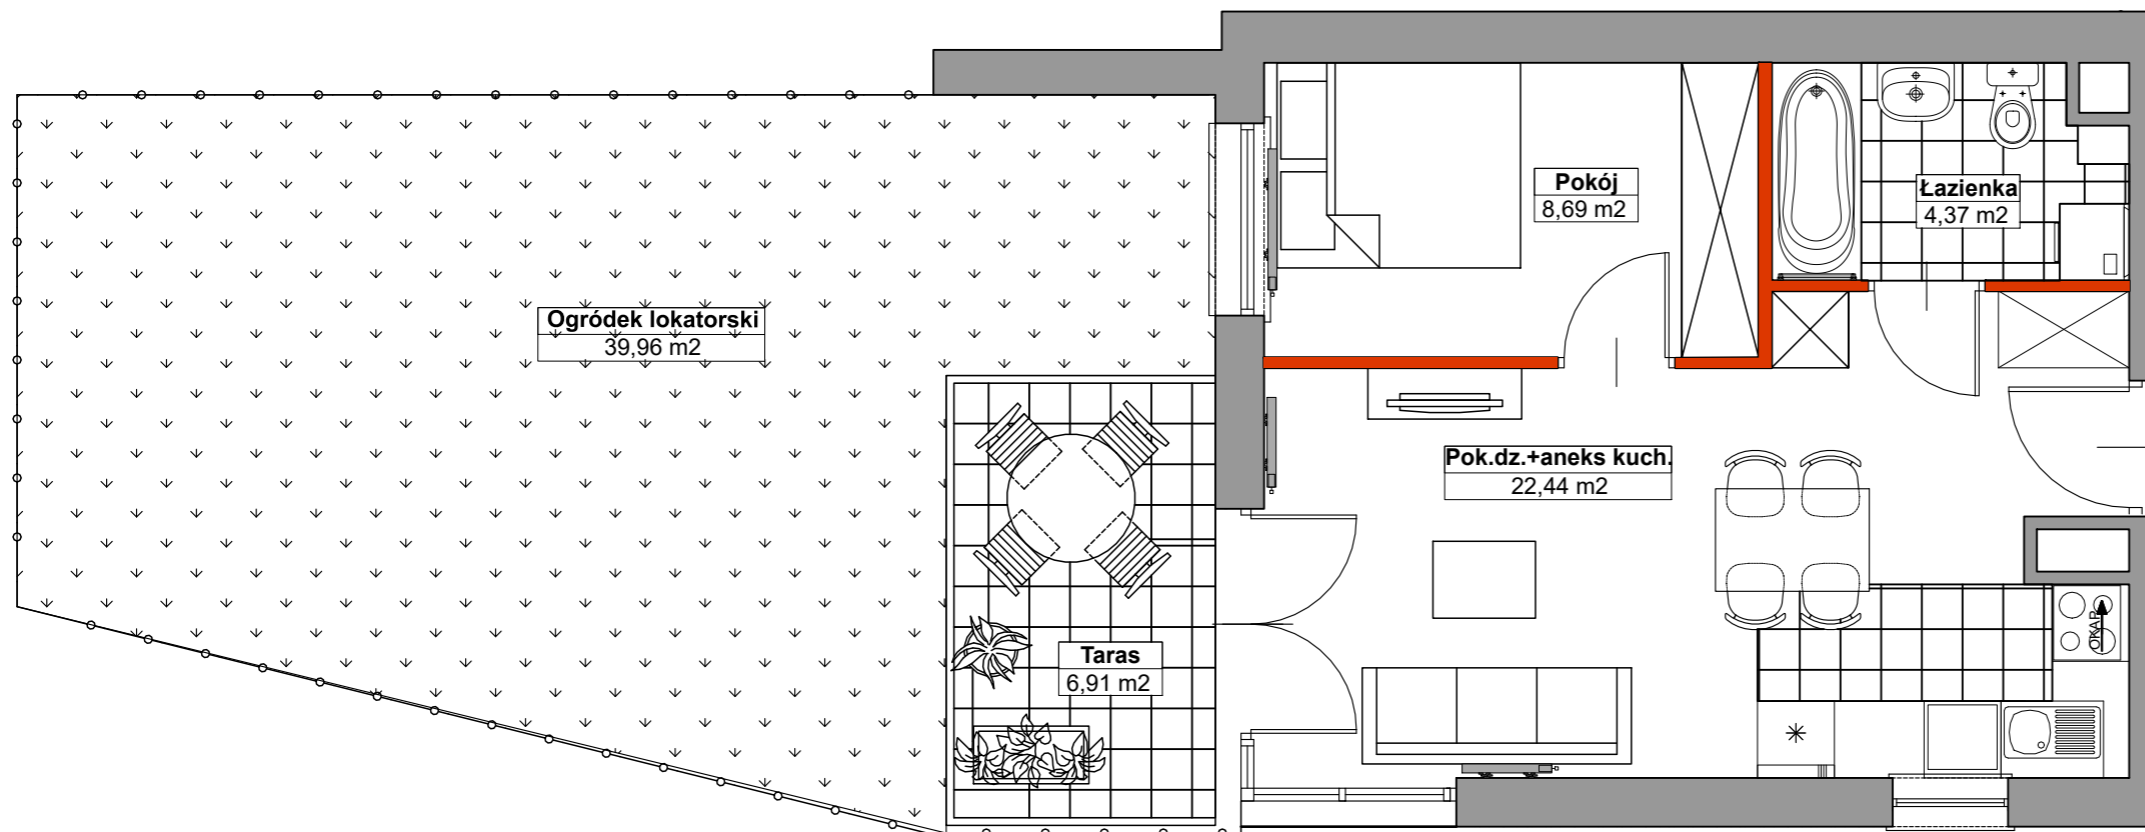 Pokój
8,69 m2
Łazienka
4,37 m2
Ogródek lokatorski
39,96 m2
Pok.dz.+aneks kuch.
22,44 m2
OKAP
Taras
6,91 m2